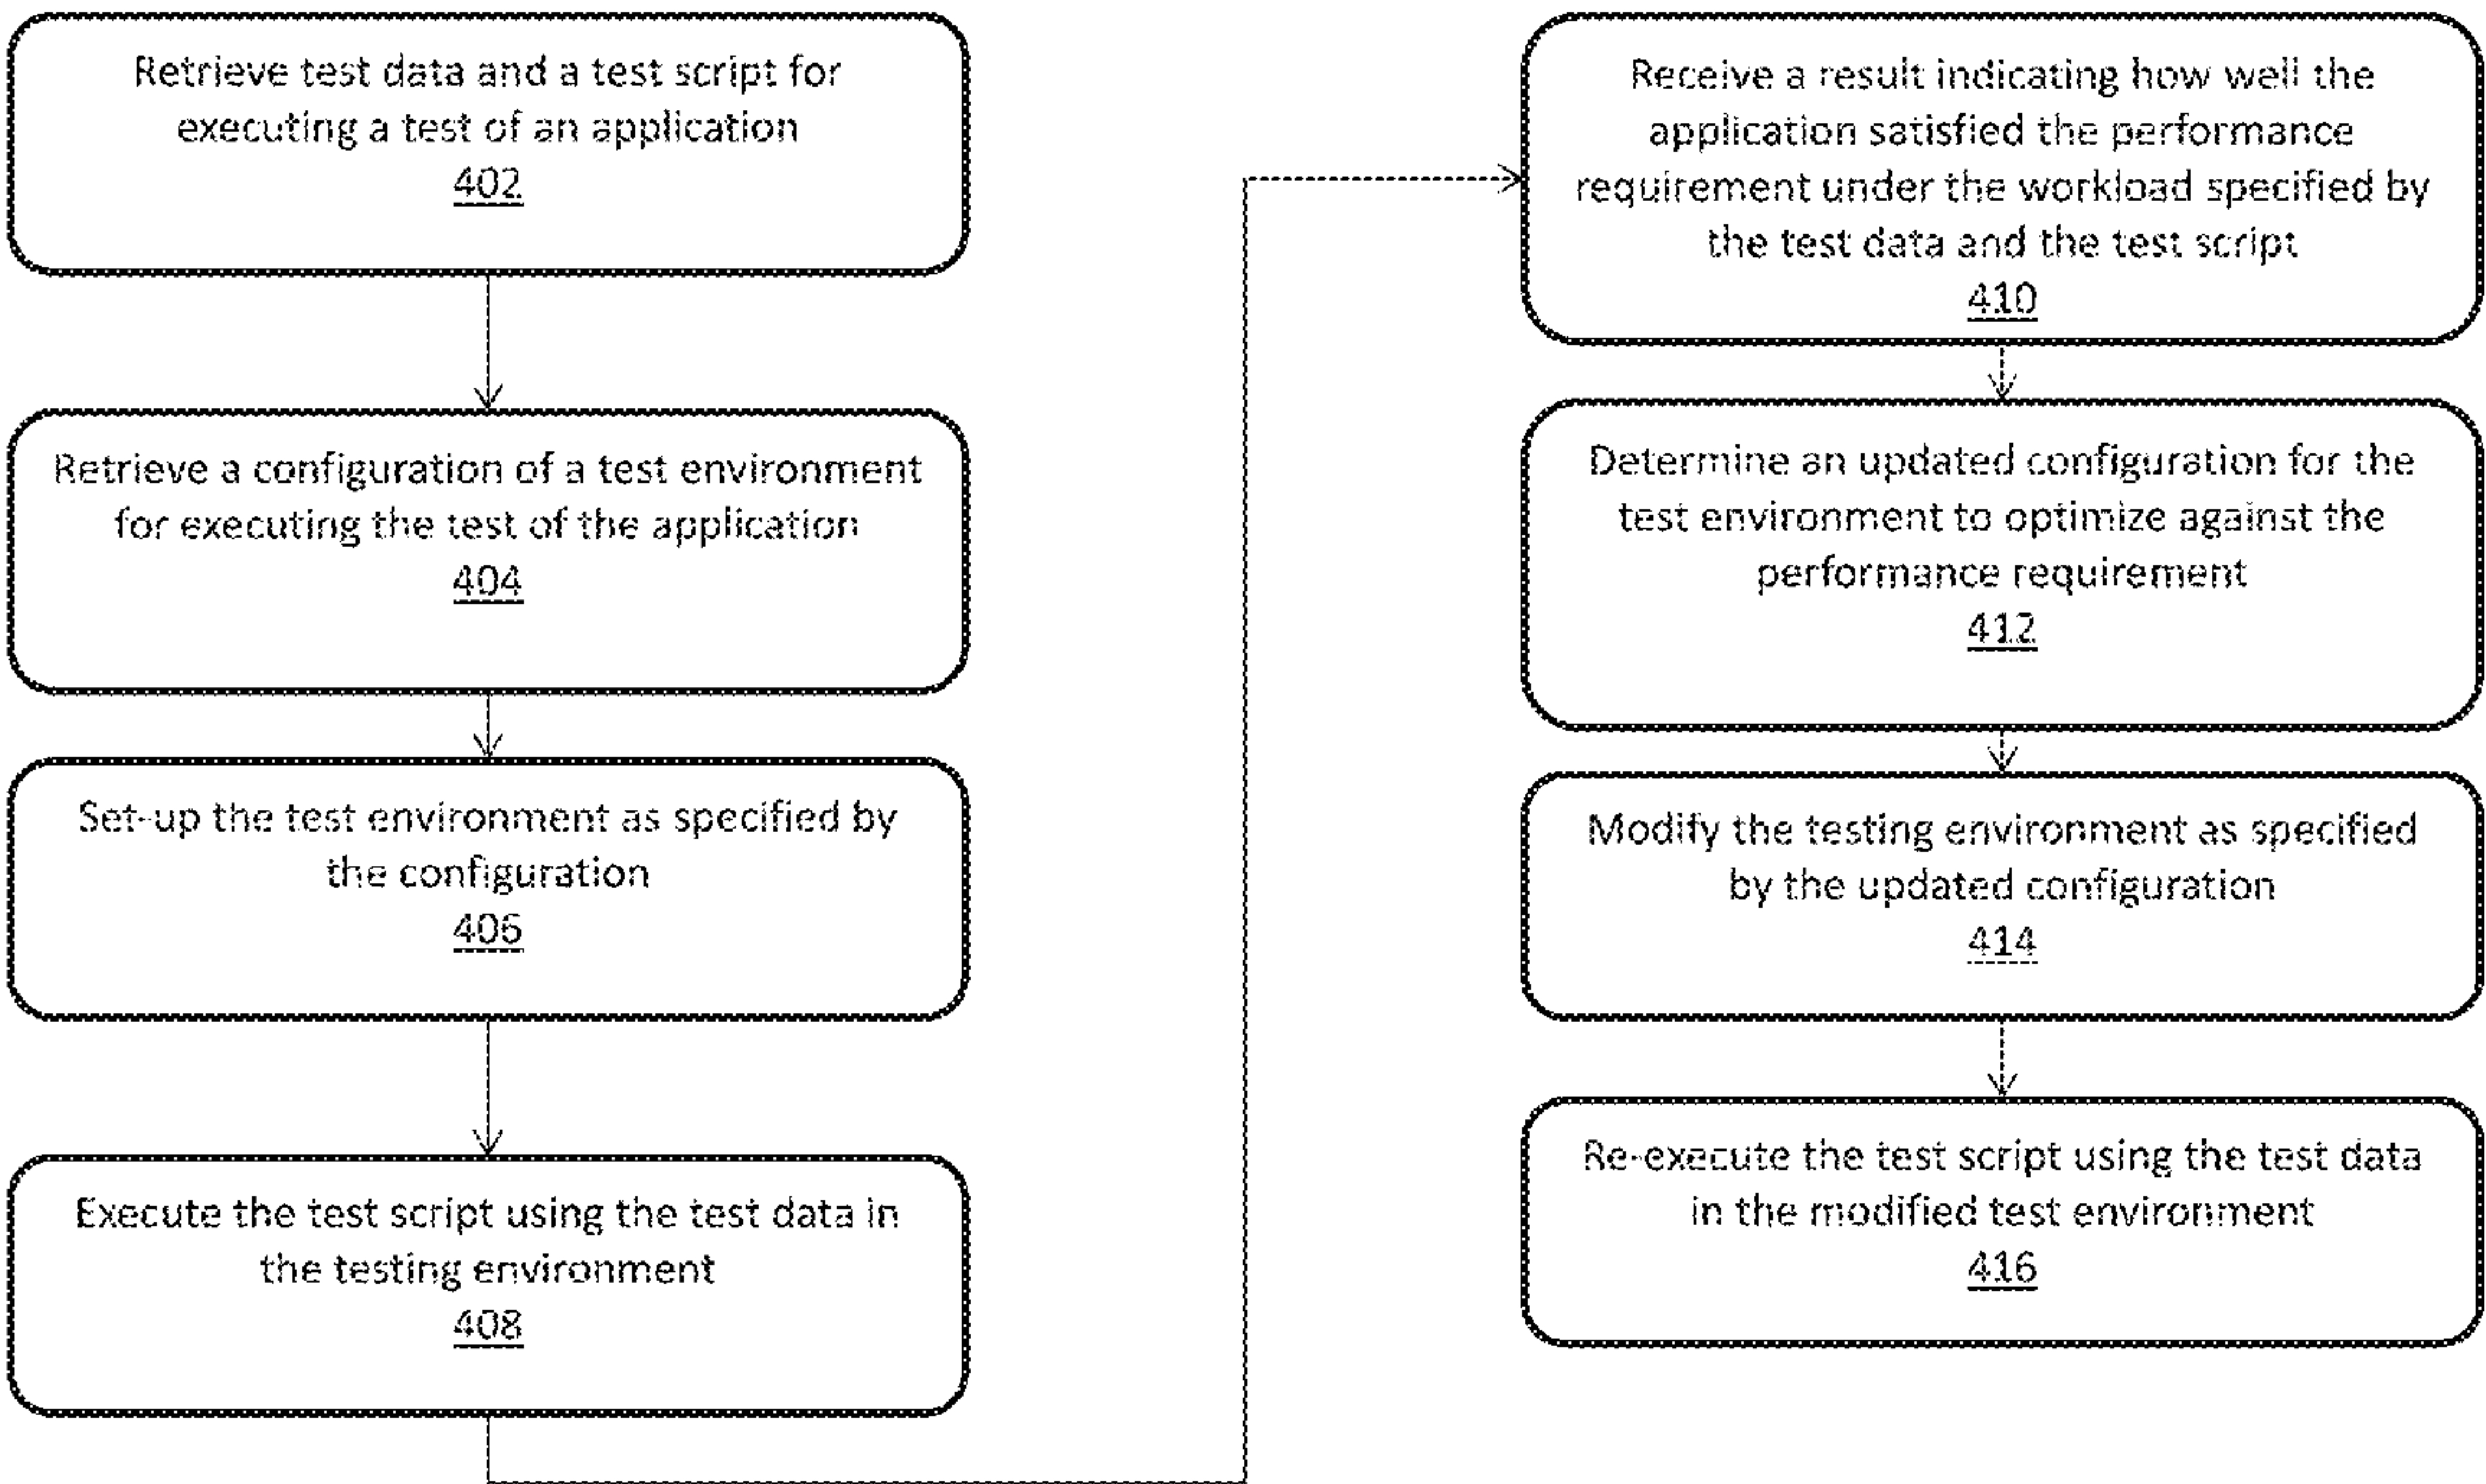 Retrieve test data and a test script for
executing a test of an application
402
Retrieve a configuration of a test environment
for executing the test of the application
404
Set-up the test environment as specified by
the configuration
406
Execute the test script using the test data in
the testing environment
408
Receive a result indicating how well the
application satisfied the performance
requirement under the workload specified by
the test data and the test script
410
Determine an updated configuration for the
test environment to optimize against the
performance requirement
412
Modify the testing environment as specified
by the updated configuration
414
Re-execute the test script using the test data
in the modified test environment
416